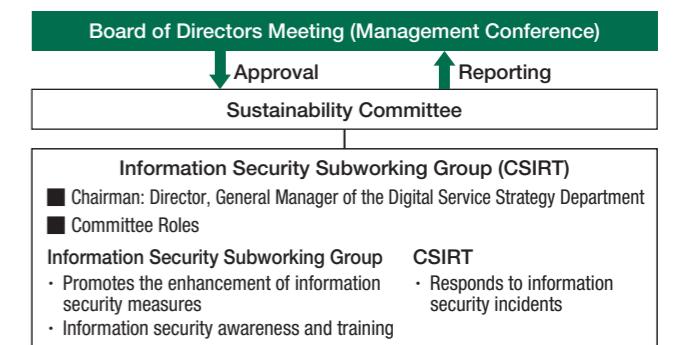 Board of Directors Meeting (Management Conference)
Approval
Reporting
Sustainability Committee
Information Security Subworking Group (CSIRT)
■ Chairman: Director, General Manager of the Digital Service Strategy Department
■ Committee Roles
Information Security Subworking Group
・Promotes the enhancement of information
security measures
・Information security awareness and training
CSIRT
・Responds to information
security incidents